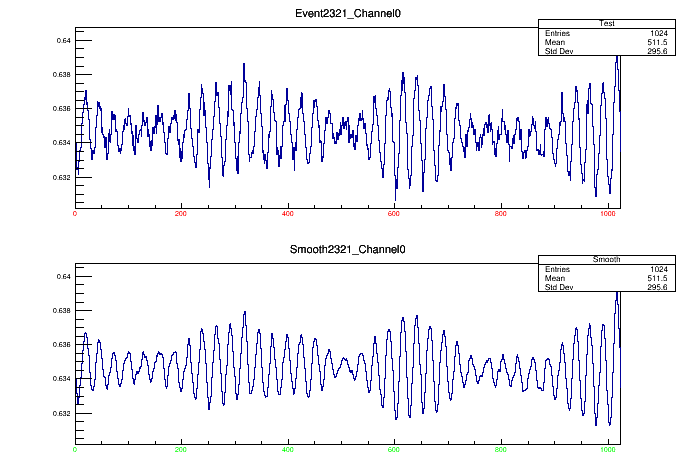 Event2321_Channel0
Test
Entries 1024
Mean 511.5
Std Dev 295.6
0.64
0.638
0.636
0.634
0.632
0 200 400 600 800 1000
Smooth2321_Channel0
Smooth
Entries 1024
Mean 511.5
Std Dev 295.6
0.64
0.638
0.636
0.634
0.632
0 200 400 600 800 1000